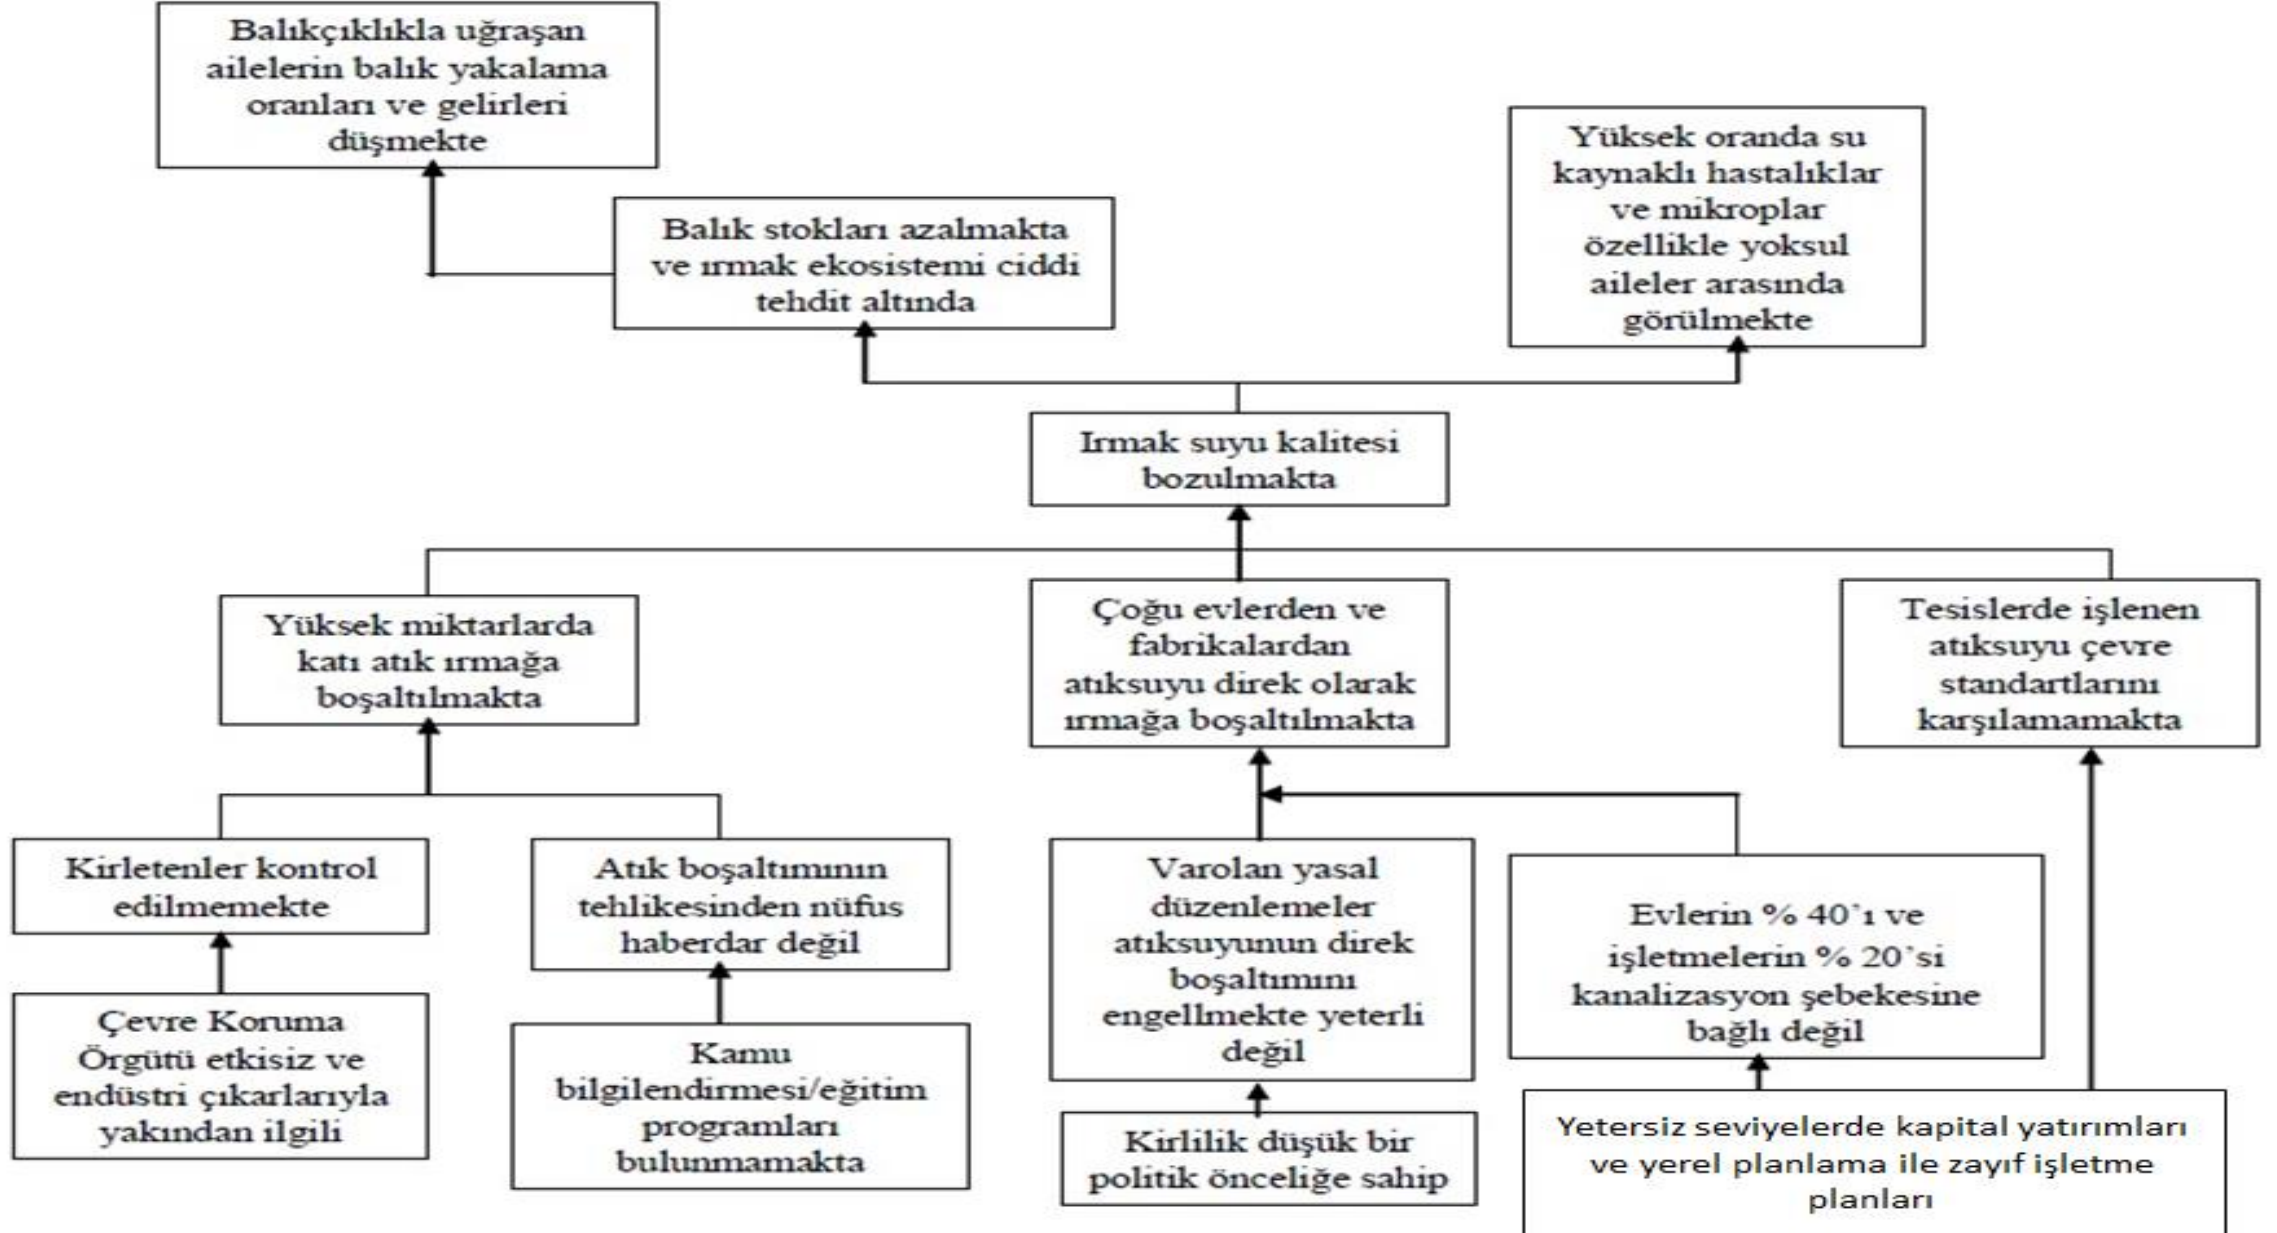 Balıkçıklıkla uğraşan
ailelerin balık yakalama
oranları ve gelirleri
düşmekte
Yüksek oranda su
kaynaklı hastalıklar
ve mikroplar
özellikle yoksul
aileler arasında
görülmekte
Balık stokları azalmakta
ve ırmak ekosistemi ciddi
tehdit altında
Irmak suyu kalitesi
bozulmakta
Yüksek miktarlarda
katı atık ırmağa
boşaltılmakta
Çoğu evlerden ve
fabrikalardan
atıksuyu direk olarak
ırmağa boşaltılmakta
Tesislerde işlenen
atıksuyu çevre
standartlarını
karşılamamakta
Kirletenler kontrol
edilmemekte
Atık boşaltımının
tehlikesinden nüfus
haberdar değil
Varolan yasal
düzenlemeler
atıksuyunun direk
boşaltımını
engellmekte yeterli
değil
Evlerin % 40'ı ve
işletmelerin % 20'si
kanalizasyon şebekesine
bağlı değil
Çevre Koruma
Örgütü etkisiz ve
endüstri çıkarlarıyla
yakından ilgili
Kamu
bilgilendirmesi/eğitim
programları
bulunmamakta
Kirlilik düşük bir
politik önceliğe sahip
Yetersiz seviyelerde kapital yatırımları
ve yerel planlama ile zayıf işletme
planları